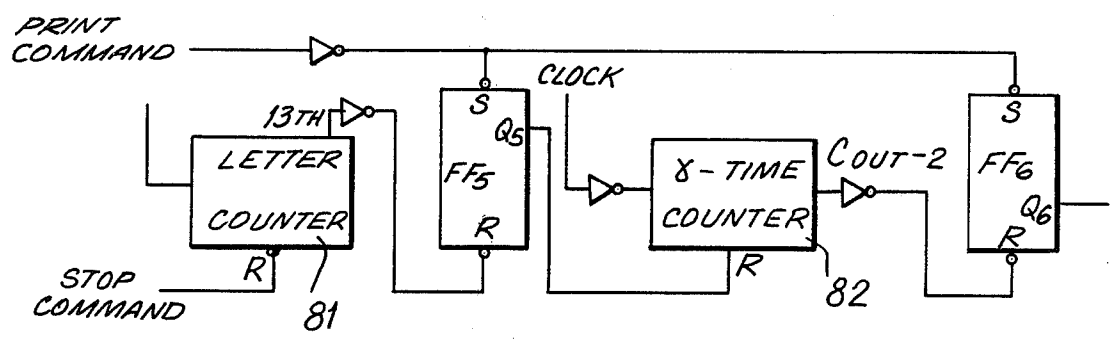 PRINT
COMMAND
CLOCK
13TH
S
Q5
FF5
R
LETTER
COUNTER
R
81
STOP
COMMAND
γ-TIME
COUNTER
R
82
COUT-2
S
FF6
Q6
R